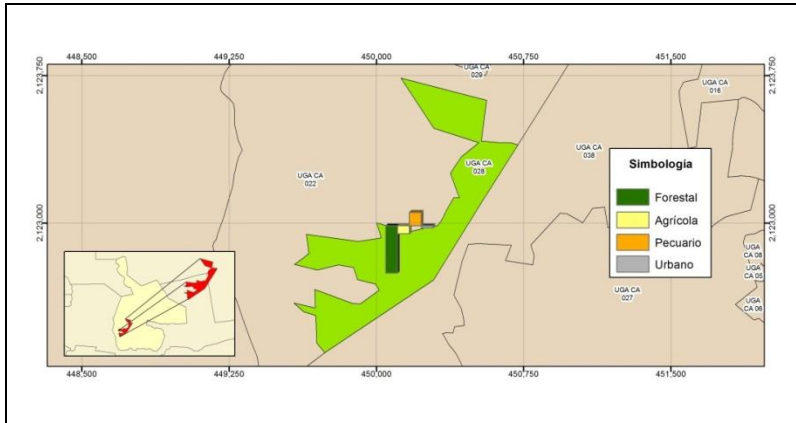 448,500
449,250
450,000
450,750
451,500
2,123,750
2,123,750
UGA CA
029
UGA CA
016
UGA CA
022
UGA CA
028
UGA CA
038
Simbología
Forestal
Agrícola
Pecuario
Urbano
2,123,000
2,123,000
UGA
CA 08
UGA
CA 05
UGA
CA 06
UGA CA
027
448,500
449,250
450,000
450,750
451,500